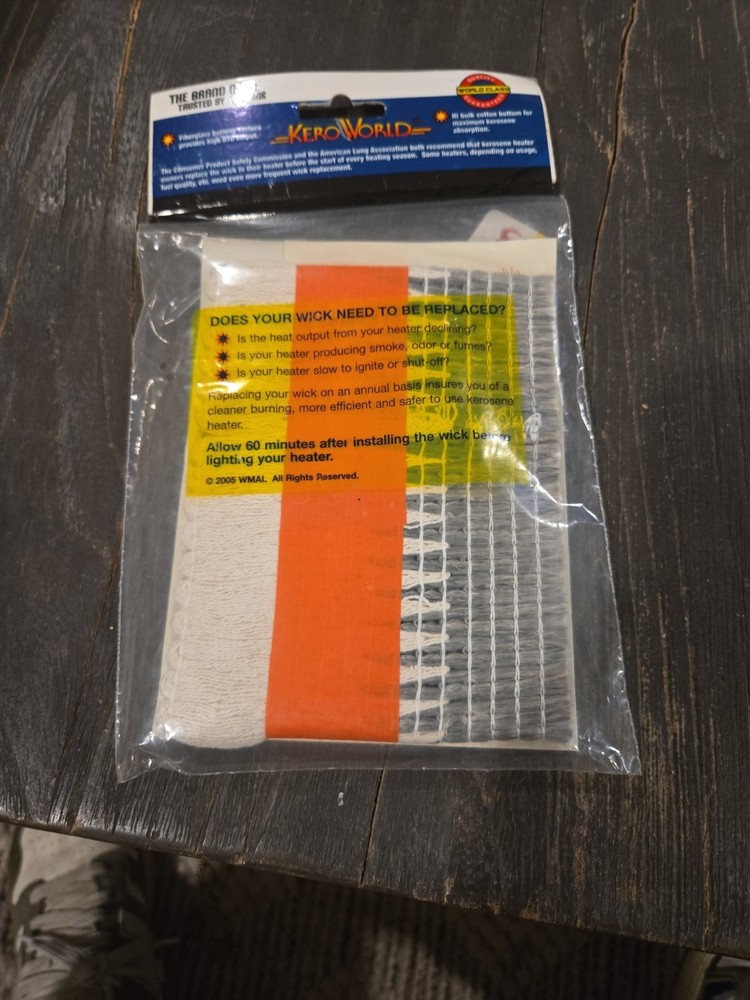 THE BRAND
TRUSTED BY
QUALITY
WORLD CLASS
GUARANTEED
KEROWORLD
Fiberglass burning surface
provides high output.
Hi bulk cotton bottom for
maximum kerosene
absorption.
The Consumer Product Safety Commission and the American Lung Association both recommend that kerosene heater
owners replace the wick in their heater before the start of every heating season. Some heaters, depending on usage,
fuel quality, etc. need even more frequent wick replacement.
DOES YOUR WICK NEED TO BE REPLACED?
Is the heat output from your heater declining?
Is your heater producing smoke, odor or fumes?
Is your heater slow to ignite or shut-off?
Replacing your wick on an annual basis insures you of a
cleaner burning, more efficient and safer to use kerosene
heater.
Allow 60 minutes after installing the wick before
lighting your heater.
© 2005 WMAI. All Rights Reserved.